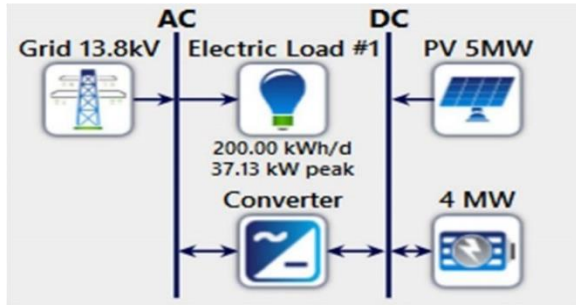 AC
DC
Grid 13.8kV
Electric Load #1
PV 5MW
200.00 kWh/d
37.13 kW peak
Converter
4 MW